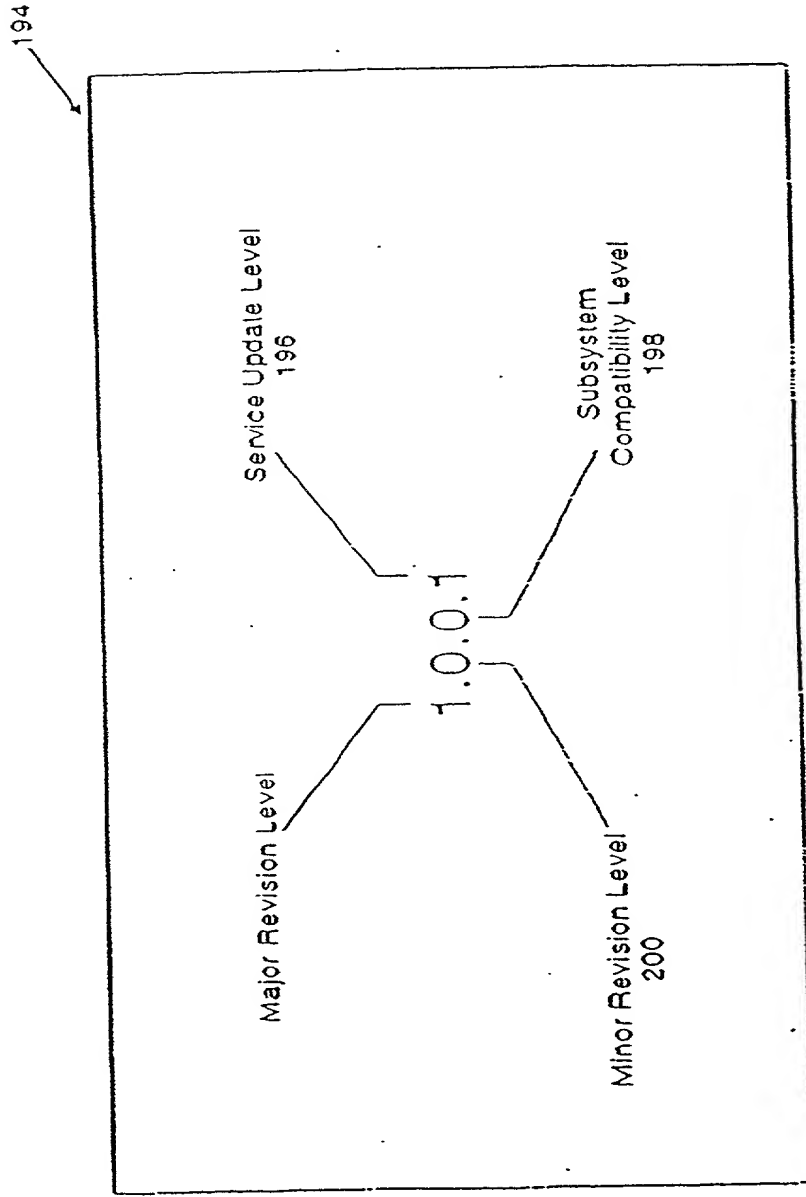 194
Major Revision Level
Service Update Level
196
1.0.0.1
Minor Revision Level
200
Subsystem
Compatibility Level
198